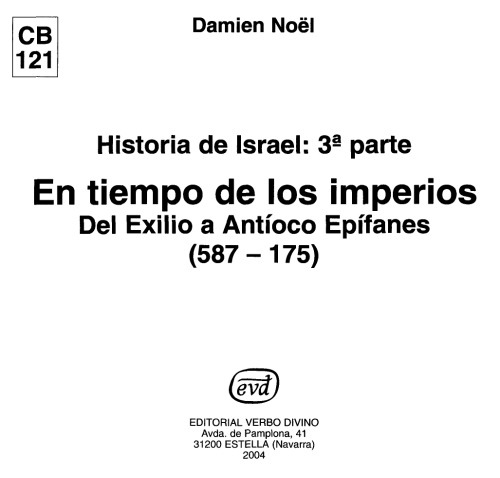 CB
121
Damien Noël
Historia de Israel: 3ª parte
En tiempo de los imperios
Del Exilio a Antíoco Epífanes
(587 – 175)
evd
EDITORIAL VERBO DIVINO
Avda. de Pamplona, 41
31200 ESTELLA (Navarra)
2004